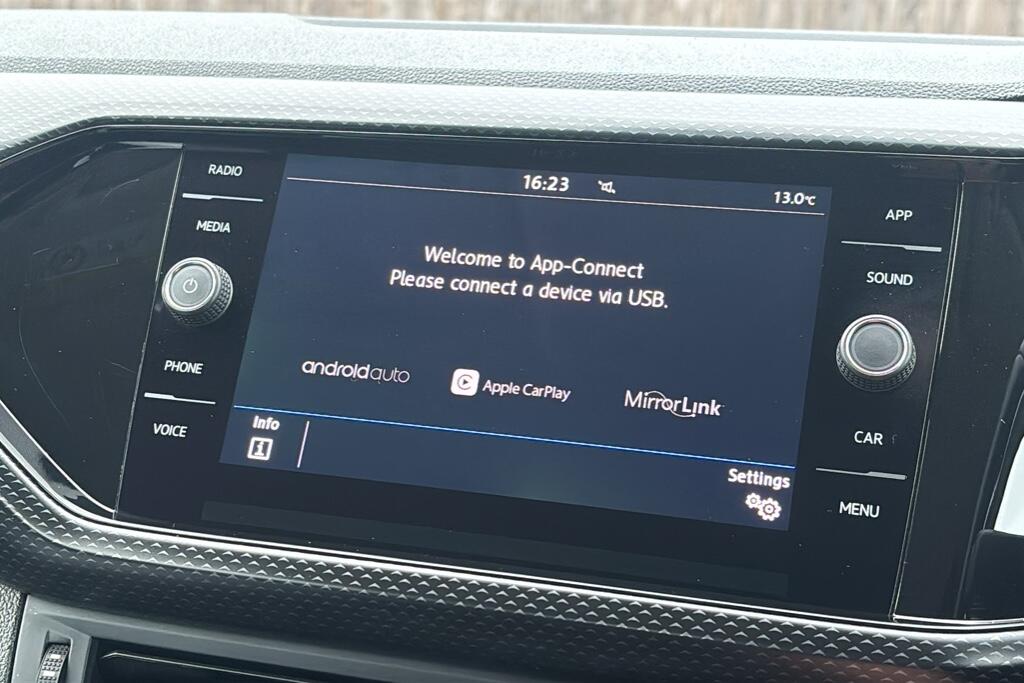 RADIO
MEDIA
PHONE
VOICE
16:23
13.0°C
Welcome to App-Connect
Please connect a device via USB.
androidauto
Apple CarPlay
MirrorLink
Info
i
Settings
APP
SOUND
CAR
MENU